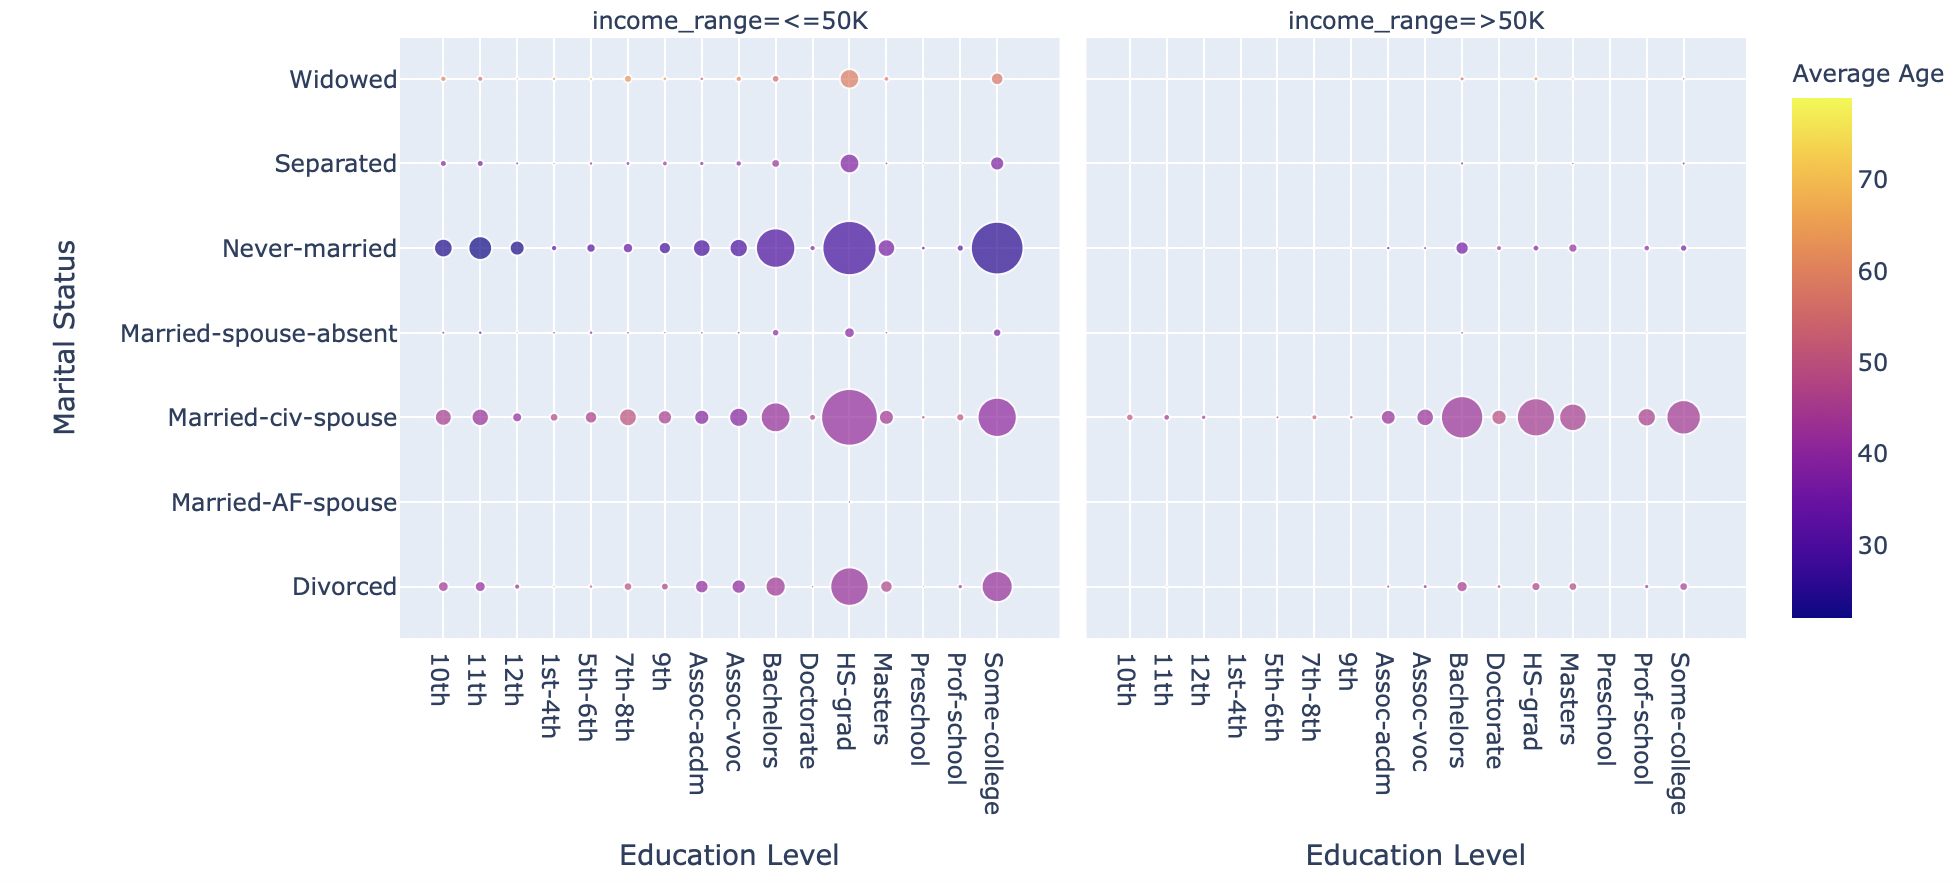 income_range=<=50K
income_range=>50K
Average Age
70
60
50
40
30
Marital Status
Widowed
Separated
Never-married
Married-spouse-absent
Married-civ-spouse
Married-AF-spouse
Divorced
10th
11th
12th
1st-4th
5th-6th
7th-8th
9th
Assoc-acdm
Assoc-voc
Bachelors
Doctorate
HS-grad
Masters
Preschool
Prof-school
Some-college
10th
11th
12th
1st-4th
5th-6th
7th-8th
9th
Assoc-acdm
Assoc-voc
Bachelors
Doctorate
HS-grad
Masters
Preschool
Prof-school
Some-college
Education Level
Education Level